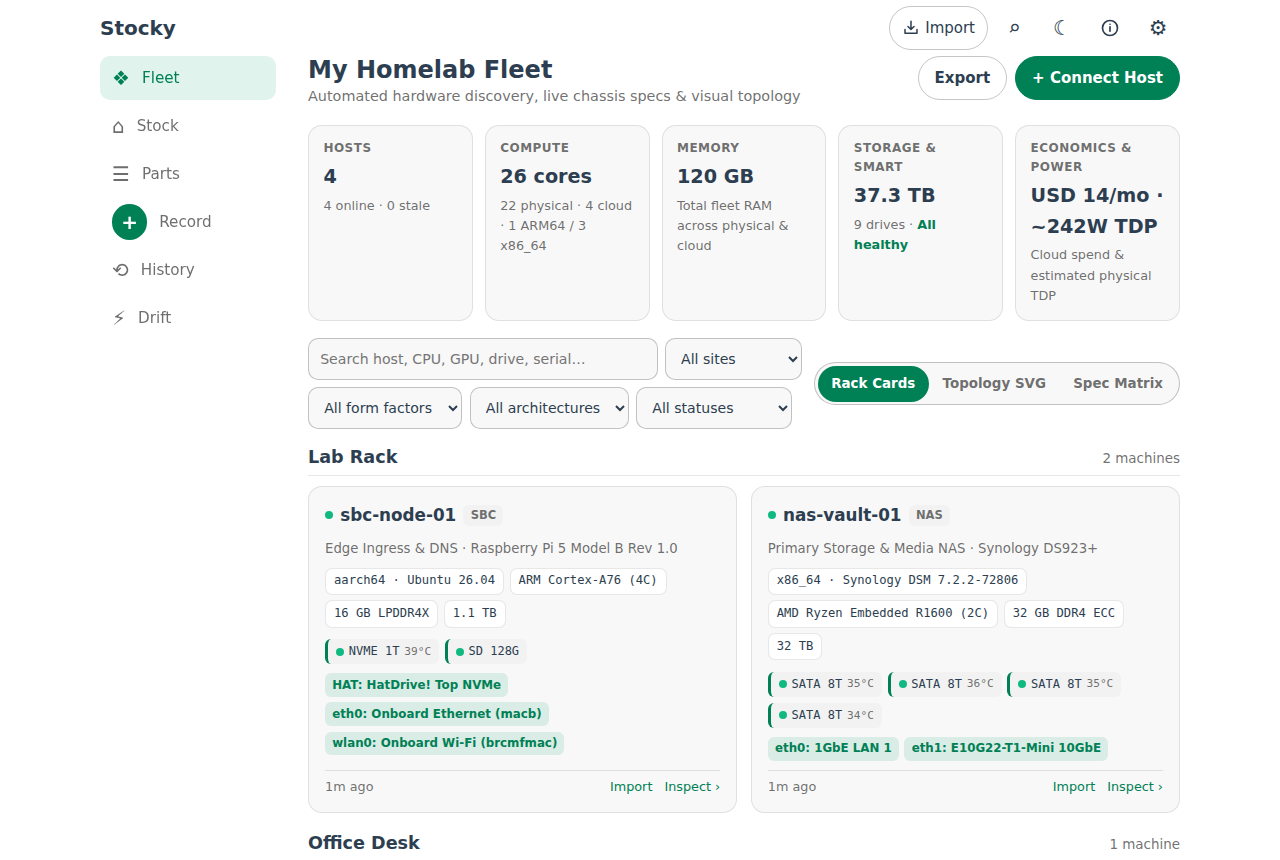 Stocky
Import
Fleet
Stock
Parts
Record
History
Drift
My Homelab Fleet
Automated hardware discovery, live chassis specs & visual topology
Export
+ Connect Host
HOSTS
4
4 online · 0 stale
COMPUTE
26 cores
22 physical · 4 cloud
· 1 ARM64 / 3
x86_64
MEMORY
120 GB
Total fleet RAM
across physical &
cloud
STORAGE &
SMART
37.3 TB
9 drives · All
healthy
ECONOMICS &
POWER
USD 14/mo ·
~242W TDP
Cloud spend &
estimated physical
TDP
Search host, CPU, GPU, drive, serial…
All sites
All form factors
All architectures
All statuses
Rack Cards
Topology SVG
Spec Matrix
Lab Rack
2 machines
sbc-node-01 SBC
Edge Ingress & DNS · Raspberry Pi 5 Model B Rev 1.0
aarch64 · Ubuntu 26.04
ARM Cortex-A76 (4C)
16 GB LPDDR4X
1.1 TB
NVME 1T 39°C
SD 128G
HAT: HatDrive! Top NVMe
eth0: Onboard Ethernet (macb)
wlan0: Onboard Wi-Fi (brcmfmac)
1m ago
Import
Inspect ›
nas-vault-01 NAS
Primary Storage & Media NAS · Synology DS923+
x86_64 · Synology DSM 7.2.2-72806
AMD Ryzen Embedded R1600 (2C)
32 GB DDR4 ECC
32 TB
SATA 8T 35°C
SATA 8T 36°C
SATA 8T 35°C
SATA 8T 34°C
eth0: 1GbE LAN 1
eth1: E10G22-T1-Mini 10GbE
1m ago
Import
Inspect ›
Office Desk
1 machine